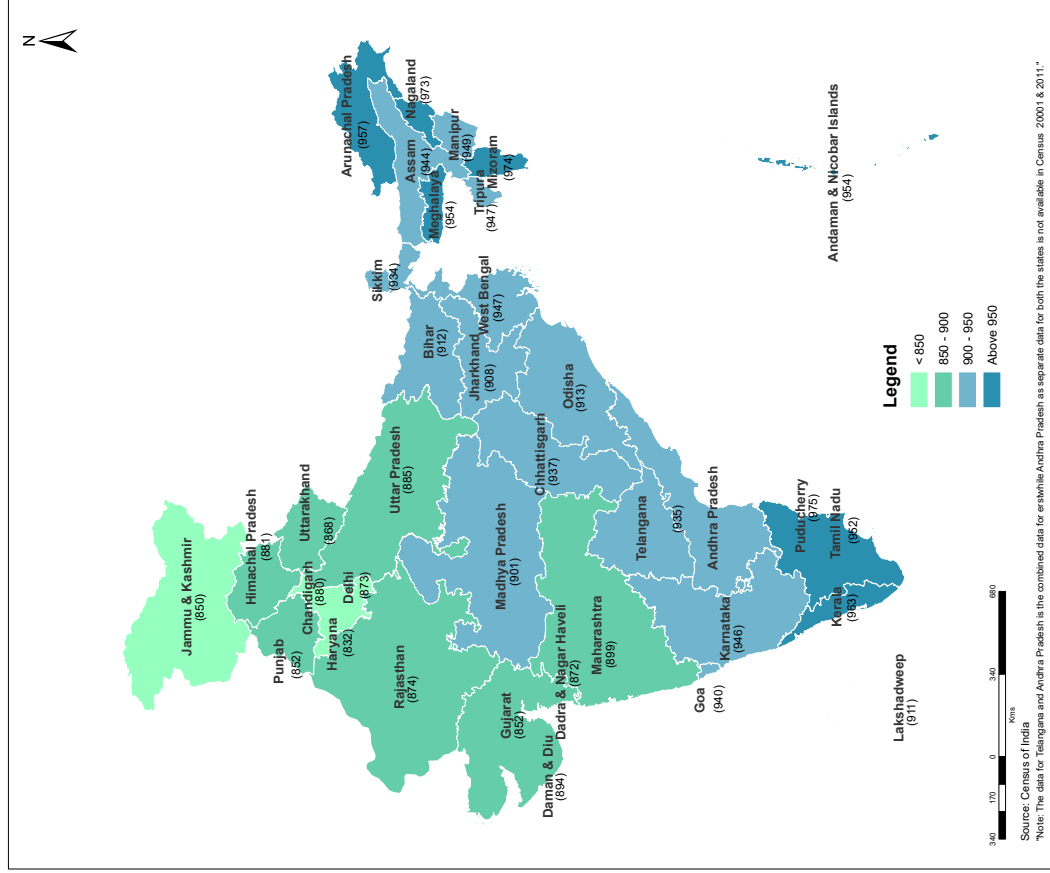 N
Jammu & Kashmir
(850)
Himachal Pradesh
(881)
Punjab
(852)
Chandigarh
(880)
Uttarakhand
(868)
Haryana
(832)
Delhi
(873)
Rajasthan
(874)
Uttar Pradesh
(885)
Bihar
(912)
Sikkim
(934)
Arunachal Pradesh
(957)
Assam
(944)
Nagaland
(973)
Meghalaya
(954)
Manipur
(949)
Tripura
(947)
Mizoram
(974)
West Bengal
(947)
Jharkhand
(908)
Odisha
(913)
Chhattisgarh
(937)
Madhya Pradesh
(901)
Gujarat
(852)
Daman & Diu
(894)
Dadra & Nagar Haveli
(872)
Maharashtra
(899)
Telangana
(935)
Andhra Pradesh
Karnataka
(946)
Goa
(940)
Puducherry
(975)
Tamil Nadu
(952)
Kerala
(963)
Lakshadweep
(911)
Andaman & Nicobar Islands
(954)
Legend
< 850
850 - 900
900 - 950
Above 950
340 170 0 340 680
Kms
Source: Census of India
"Note: The data for Telangana and Andhra Pradesh is the combined data for erstwhile Andhra Pradesh as separate data for both the states is not available in Census 20001 & 2011."